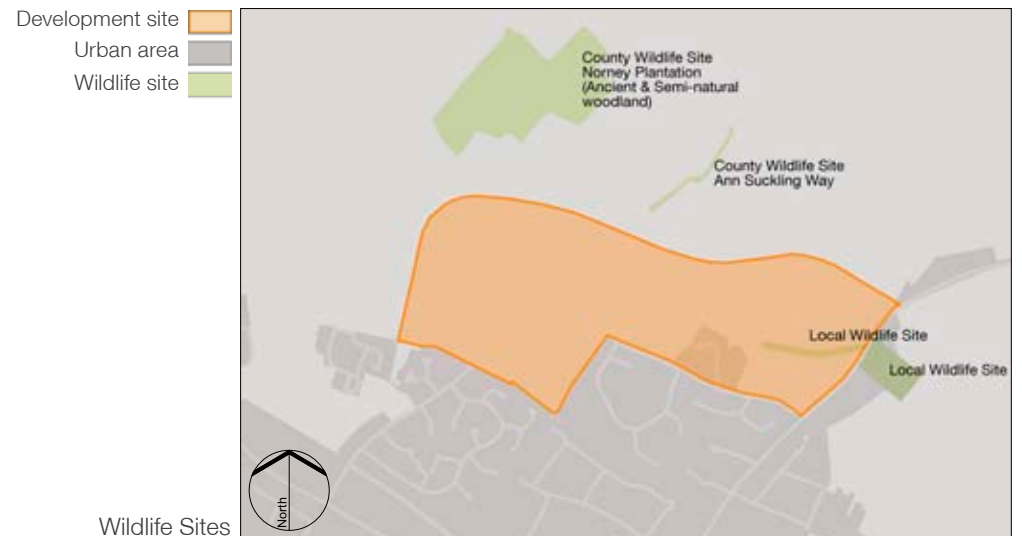 Development site
Urban area
Wildlife site
County Wildlife Site
Norney Plantation
(Ancient & Semi-natural
woodland)
County Wildlife Site
Ann Suckling Way
Local Wildlife Site
Local Wildlife Site
North
Wildlife Sites